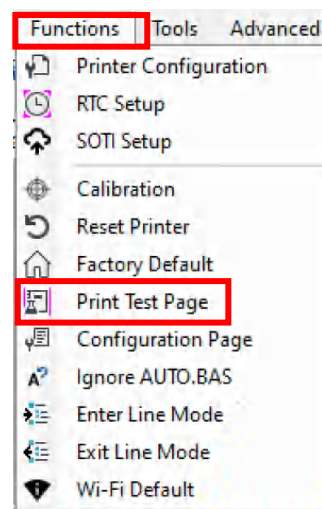 Functions Tools Advanced
Printer Configuration
RTC Setup
SOTI Setup
Calibration
Reset Printer
Factory Default
Print Test Page
Configuration Page
Ignore AUTO.BAS
Enter Line Mode
Exit Line Mode
Wi-Fi Default